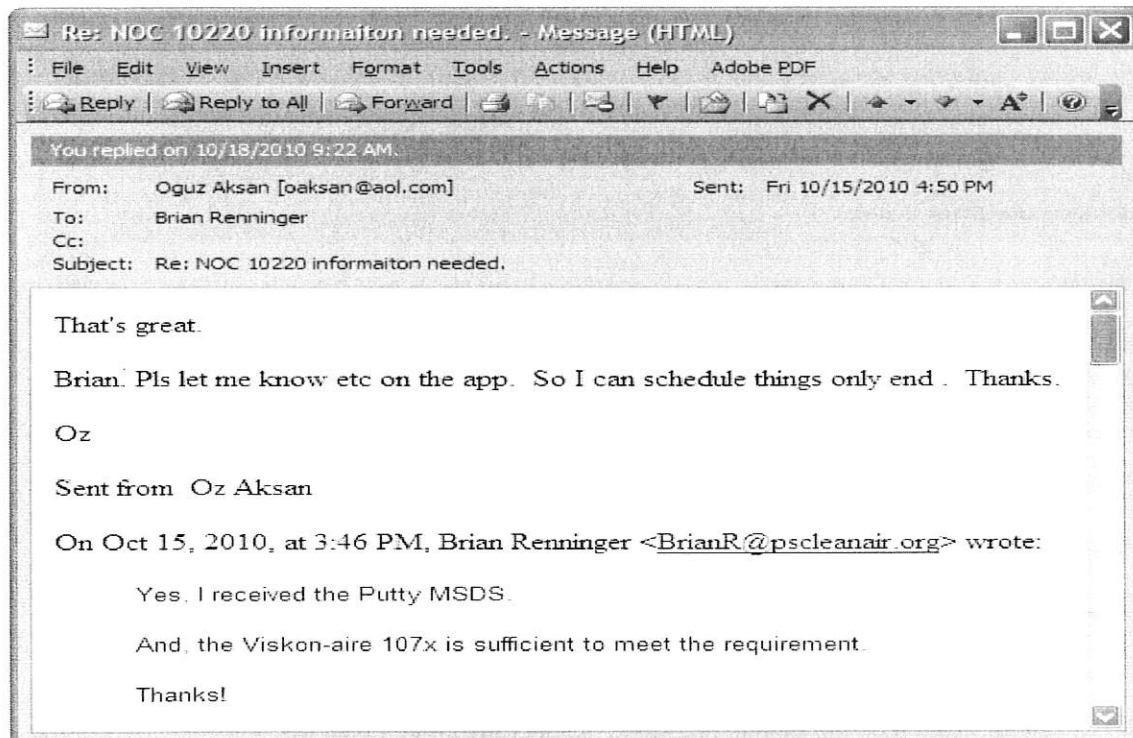 Re: NOC 10220 informaiton needed. - Message (HTML)
File Edit View Insert Format Tools Actions Help Adobe PDF
Reply Reply to All Forward
You replied on 10/18/2010 9:22 AM.
From: Oguz Aksan [oaksan@aol.com] Sent: Fri 10/15/2010 4:50 PM
To: Brian Renninger
Cc:
Subject: Re: NOC 10220 informaiton needed.
That's great.
Brian. Pls let me know etc on the app. So I can schedule things only end . Thanks.
Oz
Sent from Oz Aksan
On Oct 15, 2010, at 3:46 PM, Brian Renninger <BrianR@pscleanair.org> wrote:
Yes, I received the Putty MSDS.
And, the Viskon-aire 107x is sufficient to meet the requirement.
Thanks!